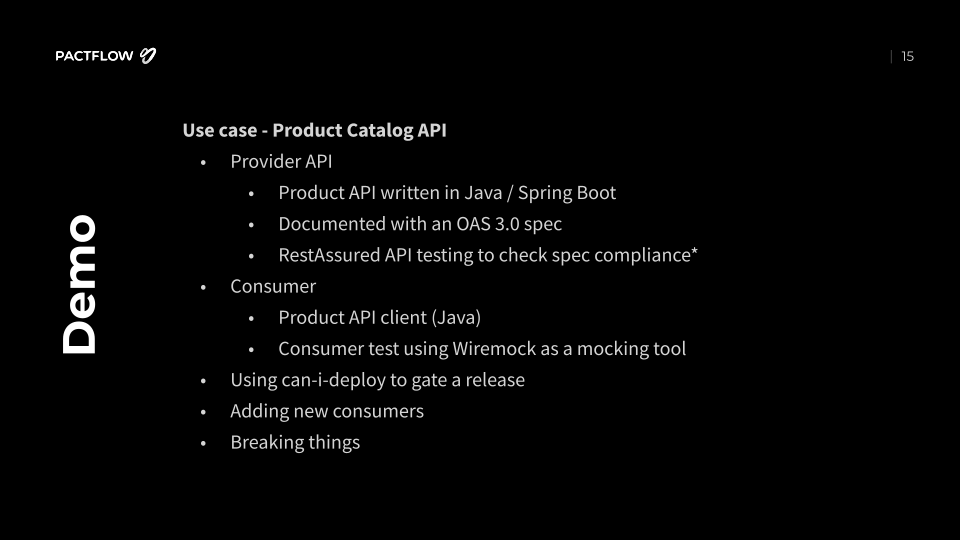 PACTFLOW
| 15
Demo
Use case - Product Catalog API
• Provider API
• Product API written in Java / Spring Boot
• Documented with an OAS 3.0 spec
• RestAssured API testing to check spec compliance*
• Consumer
• Product API client (Java)
• Consumer test using Wiremock as a mocking tool
• Using can-i-deploy to gate a release
• Adding new consumers
• Breaking things